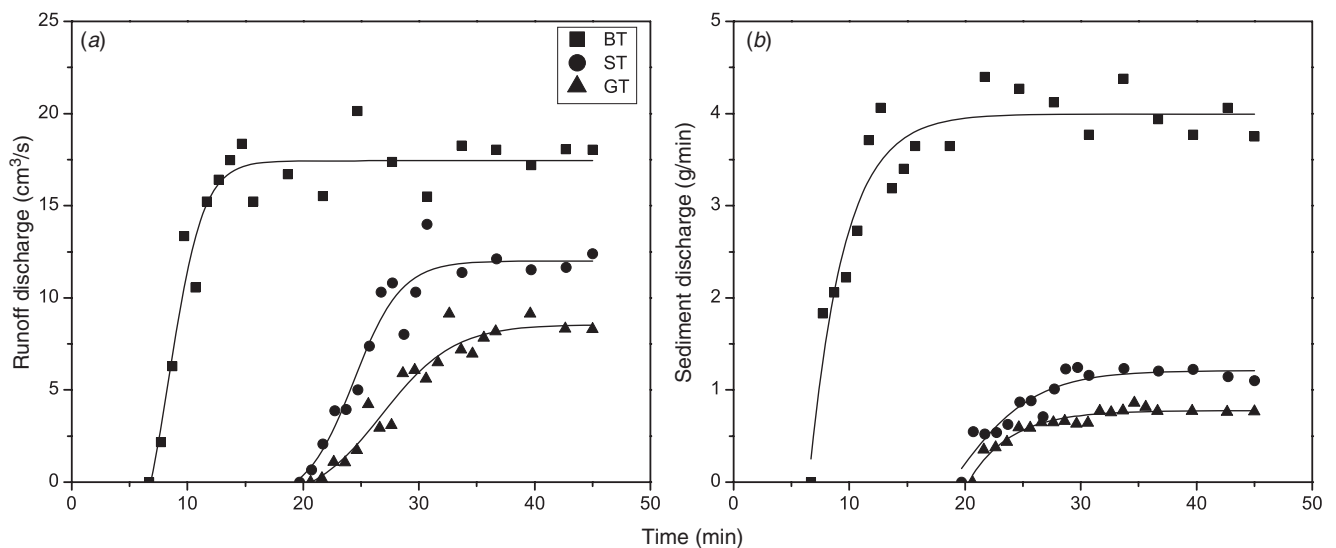 (a)
BT
ST
GT
Runoff discharge (cm³/s)
25
20
15
10
5
0
0 10 20 30 40 50
(b)
Sediment discharge (g/min)
5
4
3
2
1
0
0 10 20 30 40 50
Time (min)